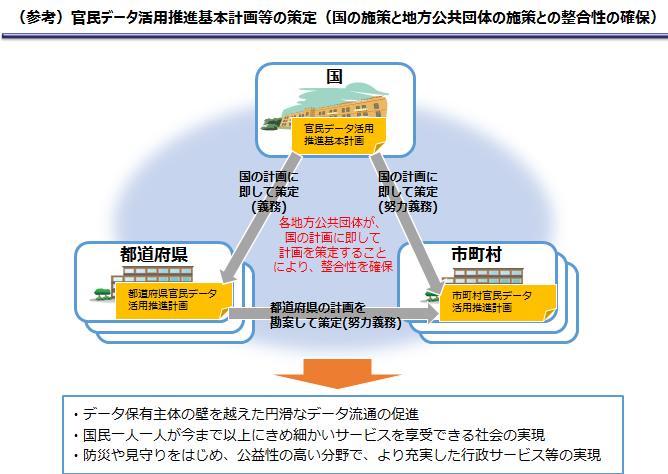 （参考）官民データ活用推進基本計画等の策定（国の施策と地方公共団体の施策との整合性の確保）
国
官民データ活用
推進基本計画
国の計画に
即して策定
(義務)
国の計画に
即して策定
(努力義務)
各地方公共団体が、
国の計画に即して
計画を策定すること
により、整合性を確保
都道府県
都道府県官民データ
活用推進計画
市町村
市町村官民データ
活用推進計画
都道府県の計画を
勘案して策定(努力義務)
・データ保有主体の壁を越えた円滑なデータ流通の促進
・国民一人一人が今まで以上にきめ細かいサービスを享受できる社会の実現
・防災や見守りをはじめ、公益性の高い分野で、より充実した行政サービス等の実現